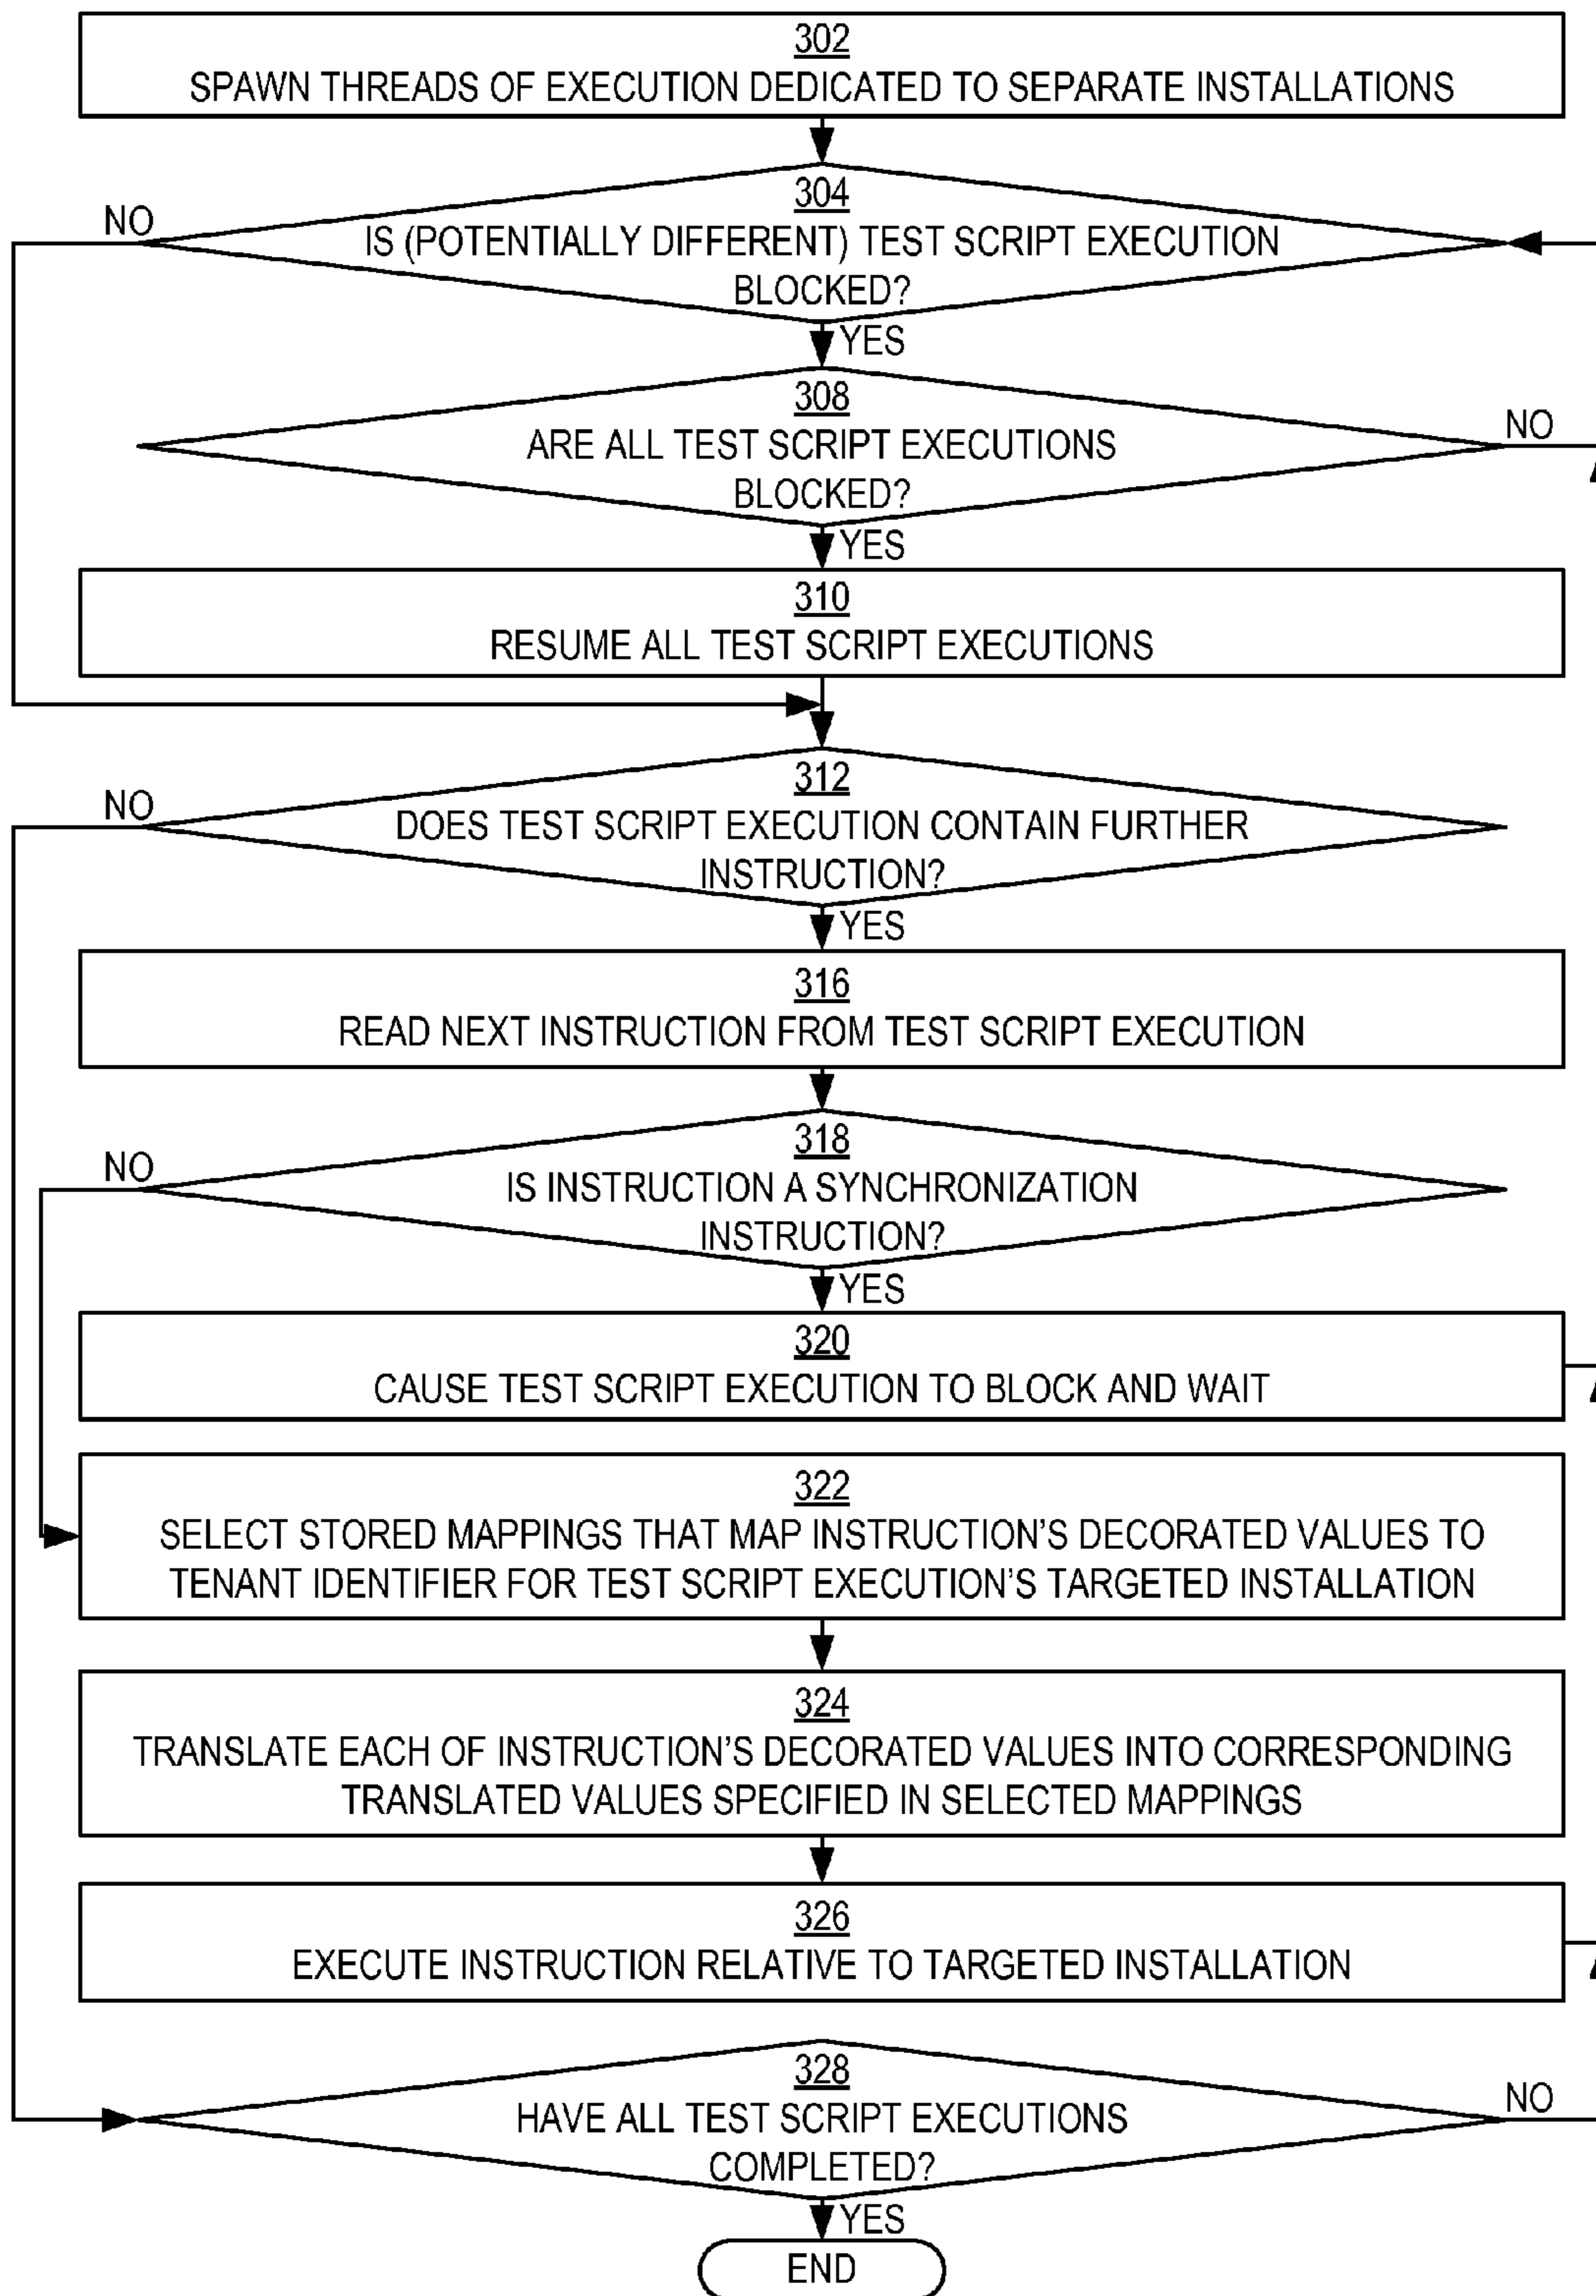 302
SPAWN THREADS OF EXECUTION DEDICATED TO SEPARATE INSTALLATIONS
304
NO
IS (POTENTIALLY DIFFERENT) TEST SCRIPT EXECUTION
BLOCKED?
YES
308
NO
ARE ALL TEST SCRIPT EXECUTIONS
BLOCKED?
YES
310
RESUME ALL TEST SCRIPT EXECUTIONS
312
NO
DOES TEST SCRIPT EXECUTION CONTAIN FURTHER
INSTRUCTION?
YES
316
READ NEXT INSTRUCTION FROM TEST SCRIPT EXECUTION
318
NO
IS INSTRUCTION A SYNCHRONIZATION
INSTRUCTION?
YES
320
CAUSE TEST SCRIPT EXECUTION TO BLOCK AND WAIT
322
SELECT STORED MAPPINGS THAT MAP INSTRUCTION'S DECORATED VALUES TO
TENANT IDENTIFIER FOR TEST SCRIPT EXECUTION'S TARGETED INSTALLATION
324
TRANSLATE EACH OF INSTRUCTION'S DECORATED VALUES INTO CORRESPONDING
TRANSLATED VALUES SPECIFIED IN SELECTED MAPPINGS
326
EXECUTE INSTRUCTION RELATIVE TO TARGETED INSTALLATION
328
NO
HAVE ALL TEST SCRIPT EXECUTIONS
COMPLETED?
YES
END